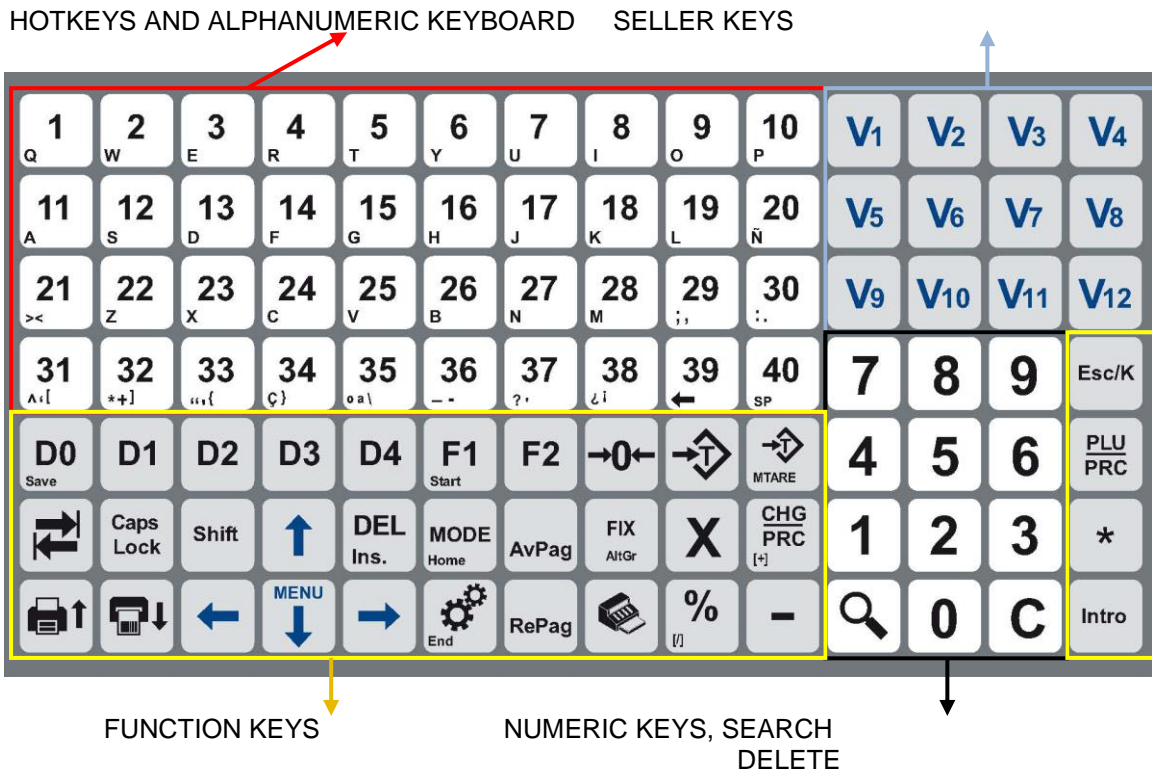 HOTKEYS AND ALPHANUMERIC KEYBOARD SELLER KEYS
1 2 3 4 5 6 7 8 9 10 V1 V2 V3 V4
Q W E R T Y U I O P
11 12 13 14 15 16 17 18 19 20 V5 V6 V7 V8
A S D F G H J K L Ñ
21 22 23 24 25 26 27 28 29 30 V9 V10 V11 V12
>< Z X C V B N M ;, :.
31 32 33 34 35 36 37 38 39 40 7 8 9 Esc/K
^‹[ *+] “,{ Ç} ºª\ _- ?' ¿¡ SP
D0 D1 D2 D3 D4 F1 F2 →0← T T 4 5 6 PLU
Save Start MTARE PRC
Caps Shift DEL MODE AvPag FIX X CHG 1 2 3 *
Lock Ins. Home AltGr PRC
[+]
MENU RePag % - 0 C Intro
End [/]
FUNCTION KEYS NUMERIC KEYS, SEARCH
DELETE